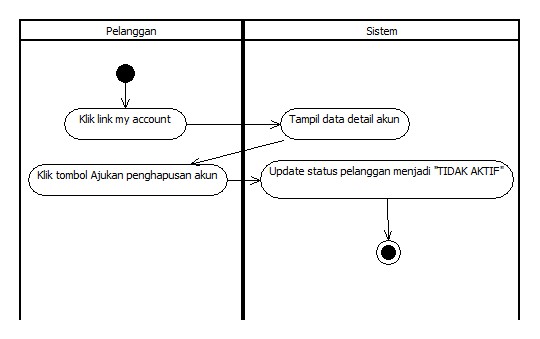 Pelanggan
Sistem
Klik link my account
Tampil data detail akun
Klik tombol Ajukan penghapusan akun
Update status pelanggan menjadi "TIDAK AKTIF"